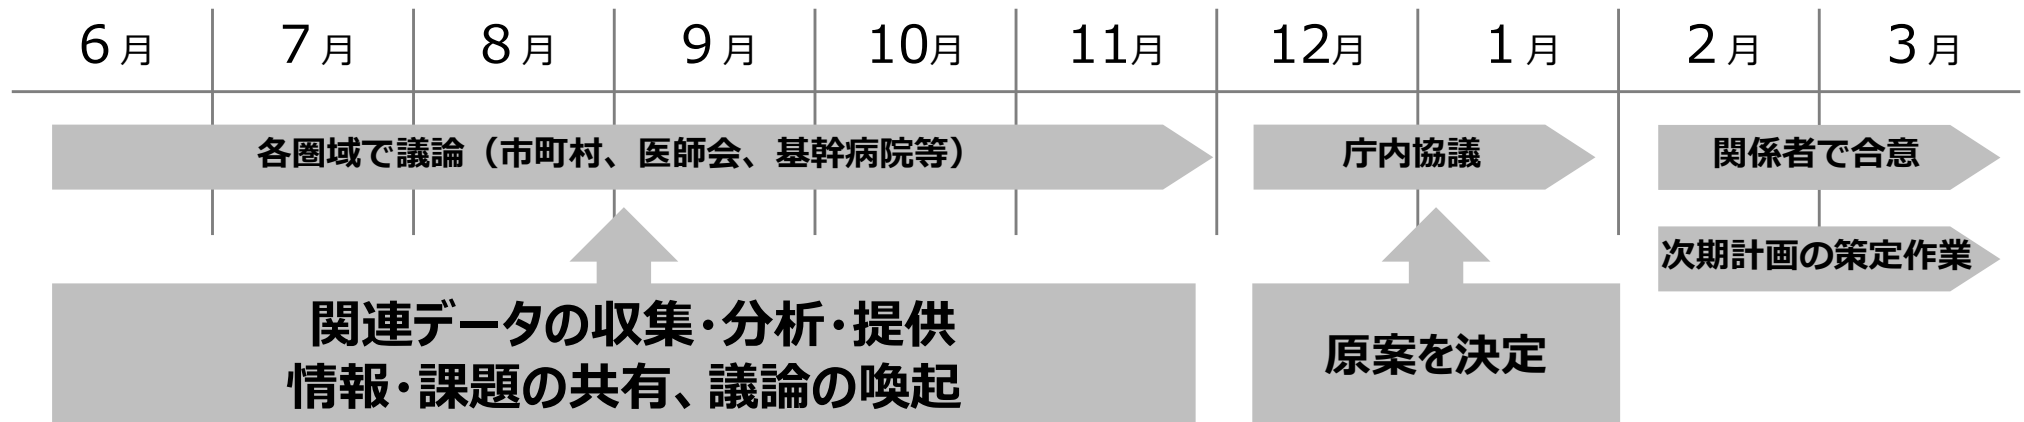 6月 7月 8月 9月 10月 11月 12月 1月 2月 3月
各圏域で議論（市町村、医師会、基幹病院等）
庁内協議
関係者で合意
次期計画の策定作業
関連データの収集・分析・提供
情報・課題の共有、議論の喚起
原案を決定